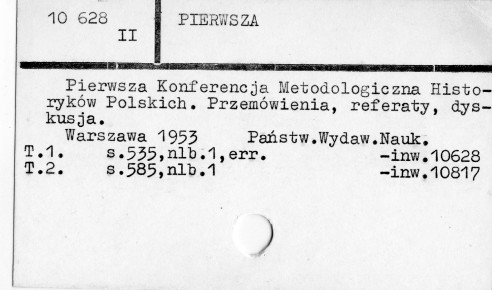 10 628 PIERWSZA
II
Pierwsza Konferencja Metodologiczna Histo-
ryków Polskich. Przemówienia, referaty, dys-
kusja.
Warszawa 1953 Państw.Wydaw.Nauk.
T.1. s.535,nlb.1,err. -inw.10628
T.2. s.585,nlb.1 -inw.10817